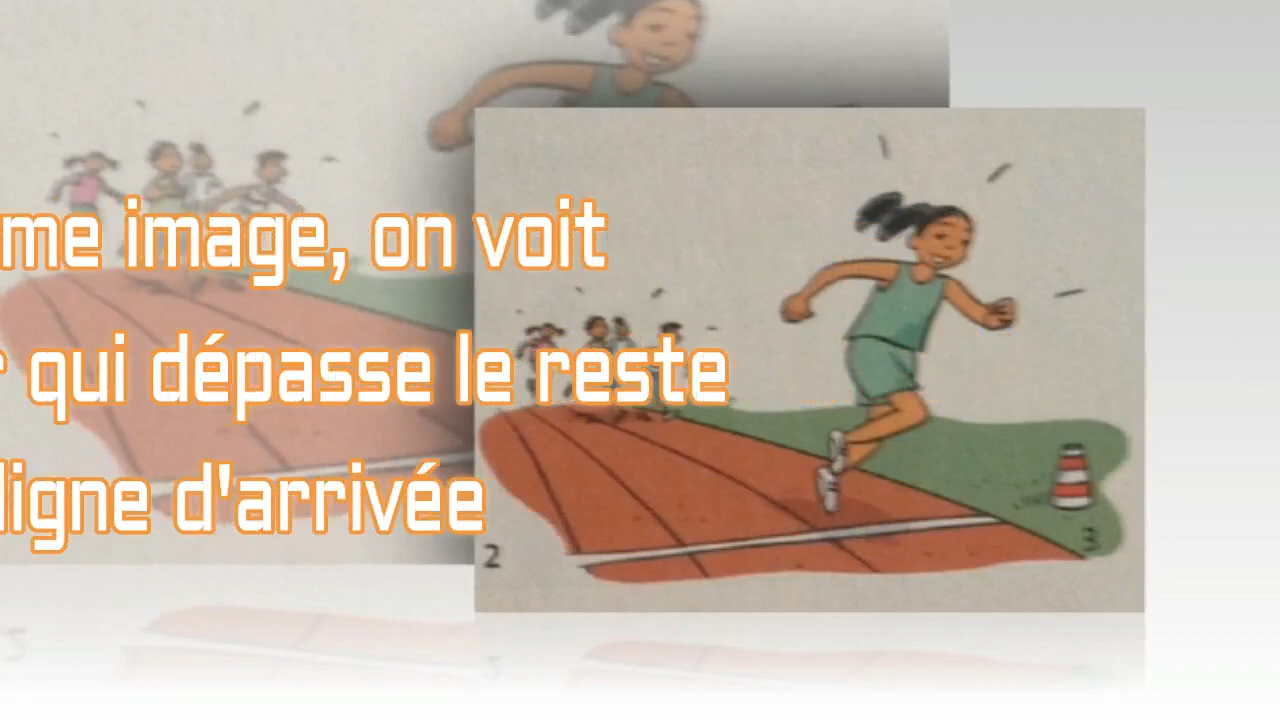 me image, on voit
qui dépasse le reste
ligne d'arrivée
2
3